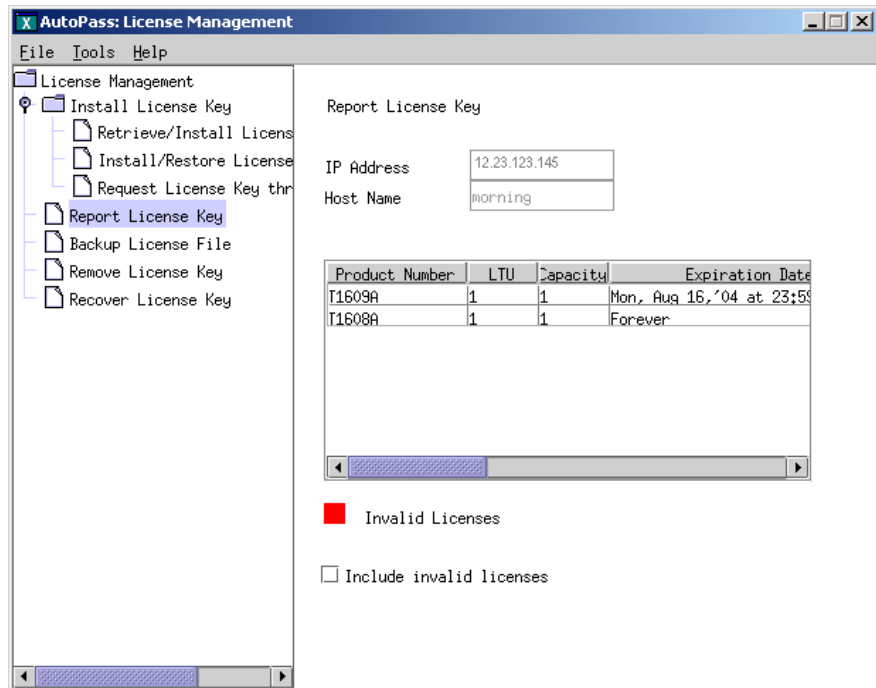 X AutoPass: License Management
File Tools Help
License Management
Install License Key
Retrieve/Install Licens
Install/Restore License
Request License Key thr
Report License Key
Backup License File
Remove License Key
Recover License Key
Report License Key
IP Address 12.23.123.145
Host Name morning
Product Number LTU Capacity Expiration Date
T1609A 1 1 Mon, Aug 16,'04 at 23:59
T1608A 1 1 Forever
Invalid Licenses
Include invalid licenses